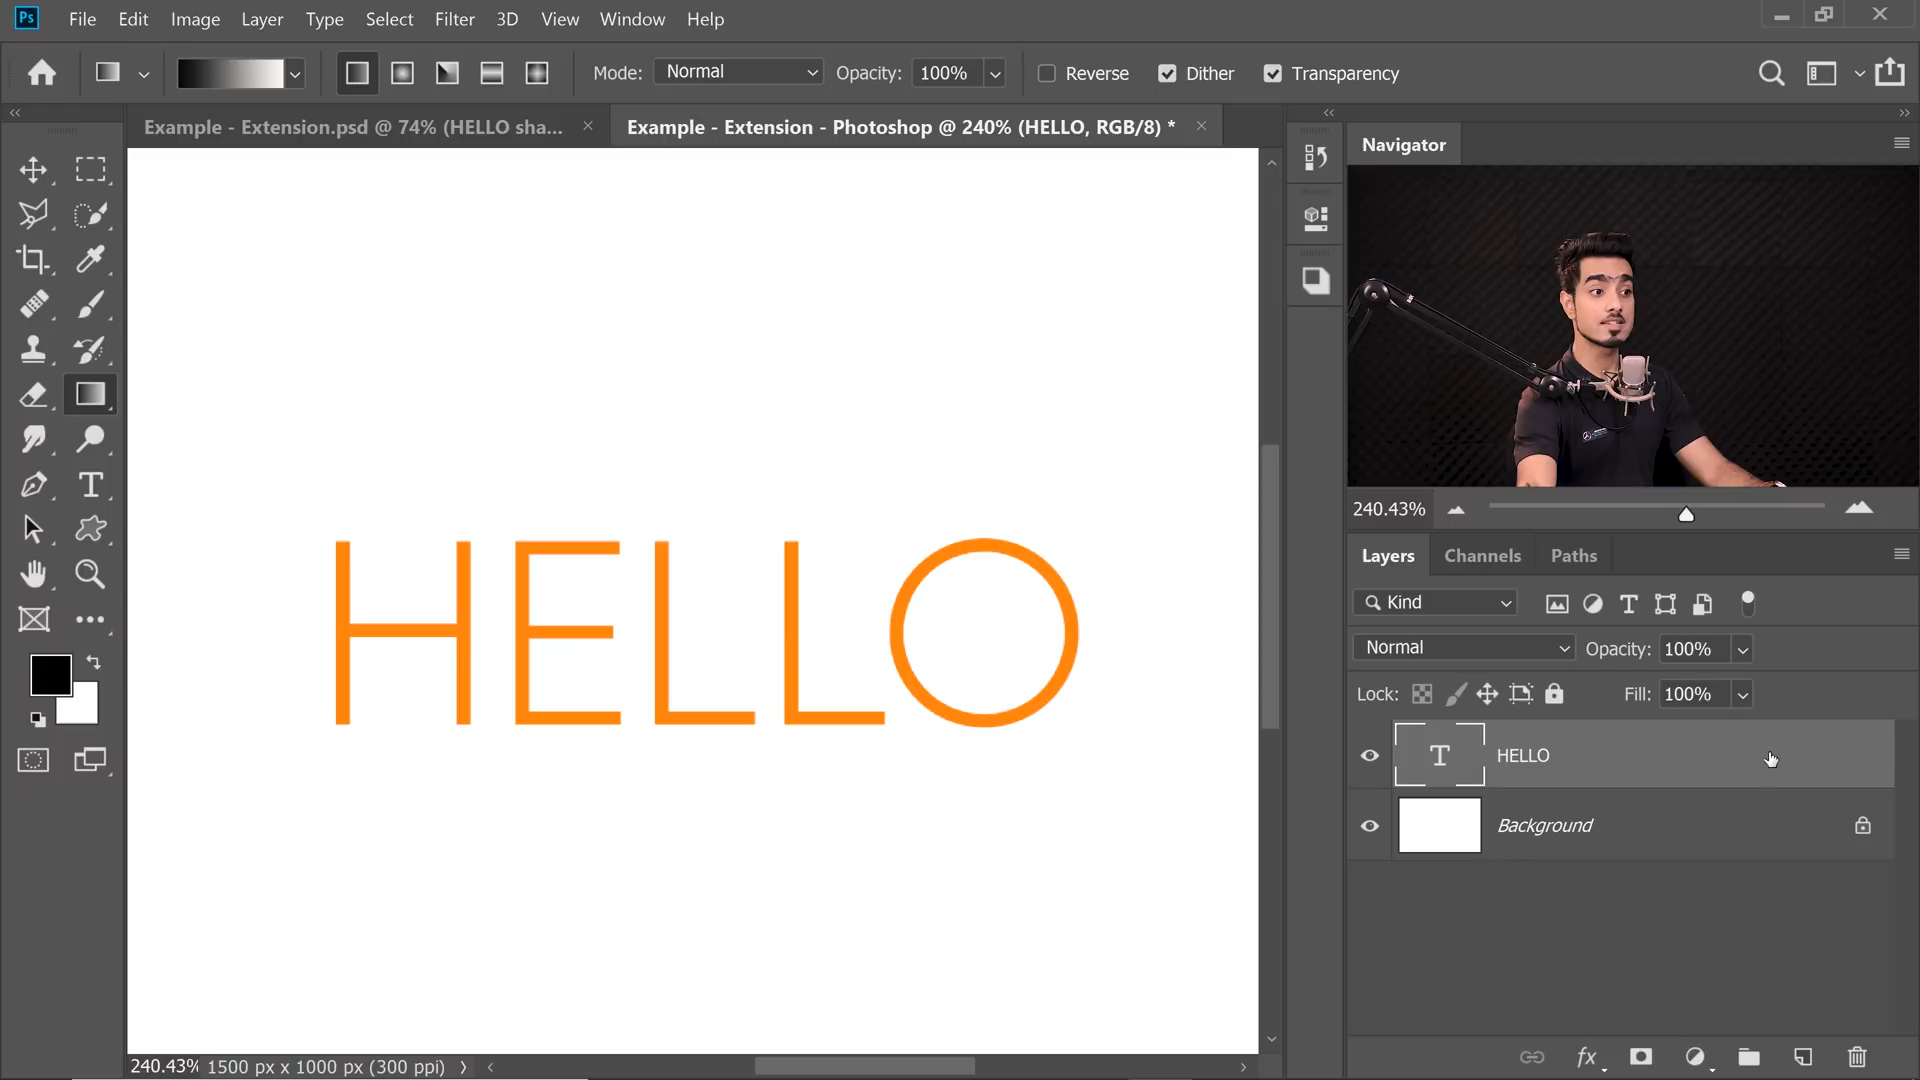 Ps File Edit Image Layer Type Select Filter 3D View Window Help
Mode: Normal Opacity: 100% Reverse Dither Transparency
Example - Extension.psd @ 74% (HELLO sha... Example - Extension - Photoshop @ 240% (HELLO, RGB/8) *
Navigator
240.43%
Layers Channels Paths
Kind
Normal Opacity: 100%
Lock: Fill: 100%
T HELLO
Background
fx
HELLO
240.43% 1500 px x 1000 px (300 ppi)